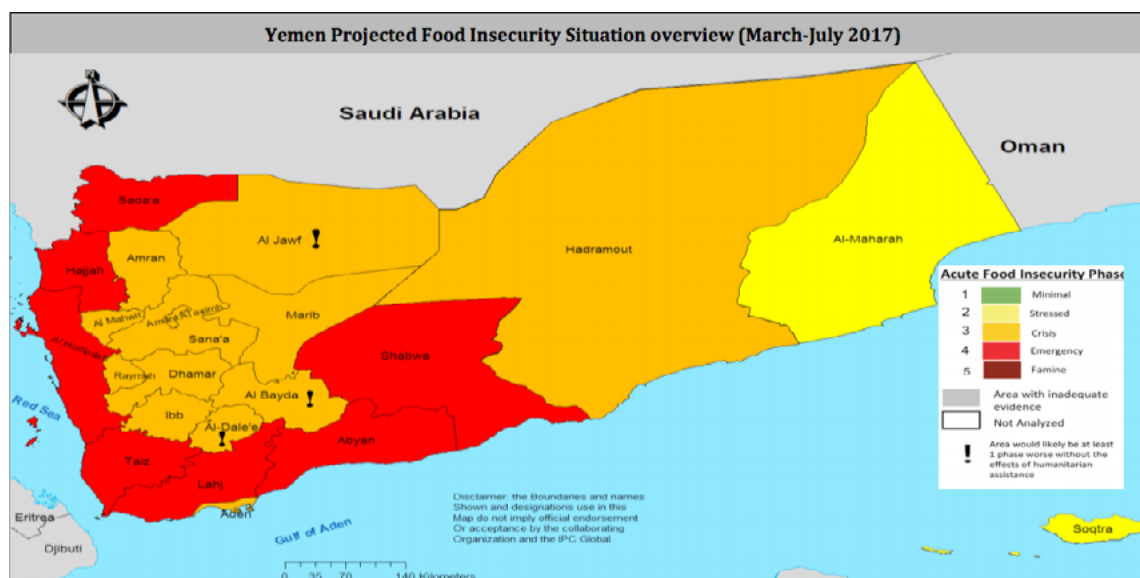 Yemen Projected Food Insecurity Situation overview (March-July 2017)
Saudi Arabia
Oman
Sada'a
Al Jawf
!
Hajjah
Amran
Hadramout
Al-Maharah
Al Mahwit
Marib
Al Hodeidah
Sana'a
Shabwa
Raymah
Dhamar
Al Bayda
!
Red Sea
Ibb
Al-Dale'e
!
Abyan
Taiz
Lahj
Aden
Eritrea
Djibouti
Gulf of Aden
Soqtra
Acute Food Insecurity Phase
1 Minimal
2 Stressed
3 Crisis
4 Emergency
5 Famine
Area with inadequate
evidence
Not Analyzed
! Area would likely be at least
1 phase worse without the
effects of humanitarian
assistance
Disclaimer: the Boundaries and names
Shown and designations use in this
Map do not imply official endorsement
Or acceptance by the collaborating
Organization and the IPC Global
0 35 70 140 Kilometers